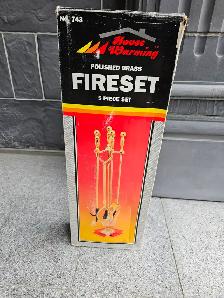 No. 743
House
Warming
POLISHED BRASS
FIRESET
5 PIECE SET